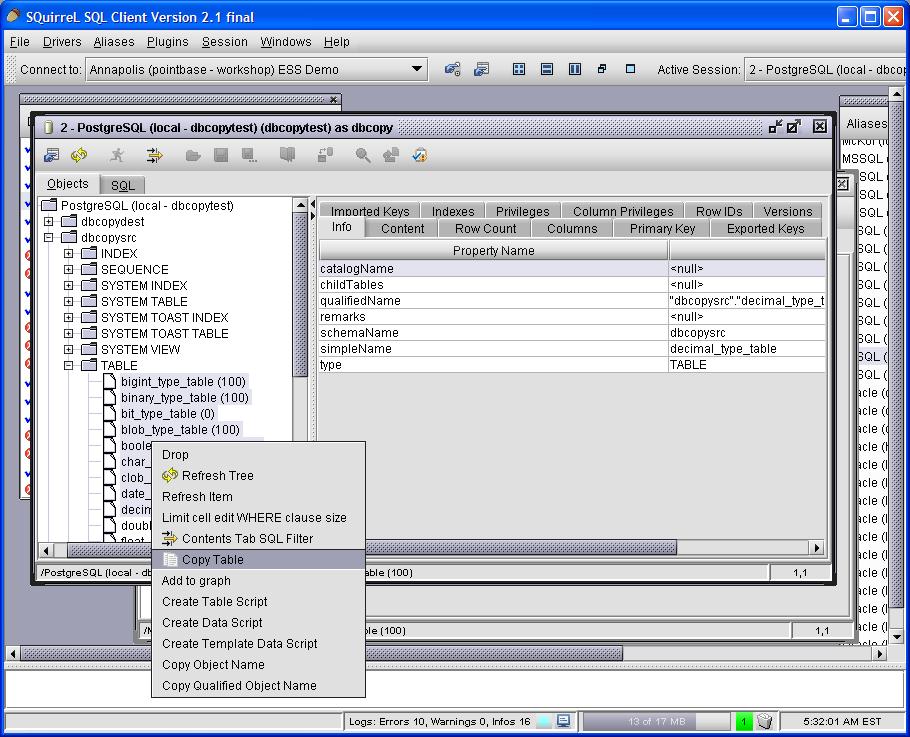 SQuirreL SQL Client Version 2.1 final
File Drivers Aliases Plugins Session Windows Help
Connect to: Annapolis (pointbase - workshop) ESS Demo Active Session: 2 - PostgreSQL (local - dbcop
Aliases
2 - PostgreSQL (local - dbcopytest) (dbcopytest) as dbcopy
Objects SQL
PostgreSQL (local - dbcopytest)
dbcopydest
dbcopysrc
INDEX
SEQUENCE
SYSTEM INDEX
SYSTEM TABLE
SYSTEM TOAST INDEX
SYSTEM TOAST TABLE
SYSTEM VIEW
TABLE
bigint_type_table (100)
binary_type_table (100)
bit_type_table (0)
blob_type_table (100)
boole
char_
clob_
date_
decim
doubl
float
Imported Keys Indexes Privileges Column Privileges Row IDs Versions
Info Content Row Count Columns Primary Key Exported Keys
Property Name
catalogName <null>
childTables <null>
qualifiedName "dbcopysrc"."decimal_type_t
remarks <null>
schemaName dbcopysrc
simpleName decimal_type_table
type TABLE
Drop
Refresh Tree
Refresh Item
Limit cell edit WHERE clause size
Contents Tab SQL Filter
Copy Table
Add to graph
Create Table Script
Create Data Script
Create Template Data Script
Copy Object Name
Copy Qualified Object Name
/PostgreSQL (local - db able (100) 1,1
ble (100) 1,1
McKoi (l
MSSQL
SQL (
SQL (
SQL (
SQL (
SQL (
SQL (
SQL (
SQL (
SQL (
SQL (
SQL (
SQL (
acle (
acle (
acle (
acle (
acle (
acle (
acle (
acle (
acle (
acle (
acle (
acle (
acle (
acle (
Logs: Errors 10, Warnings 0, Infos 16 13 of 17 MB 1 5:32:01 AM EST